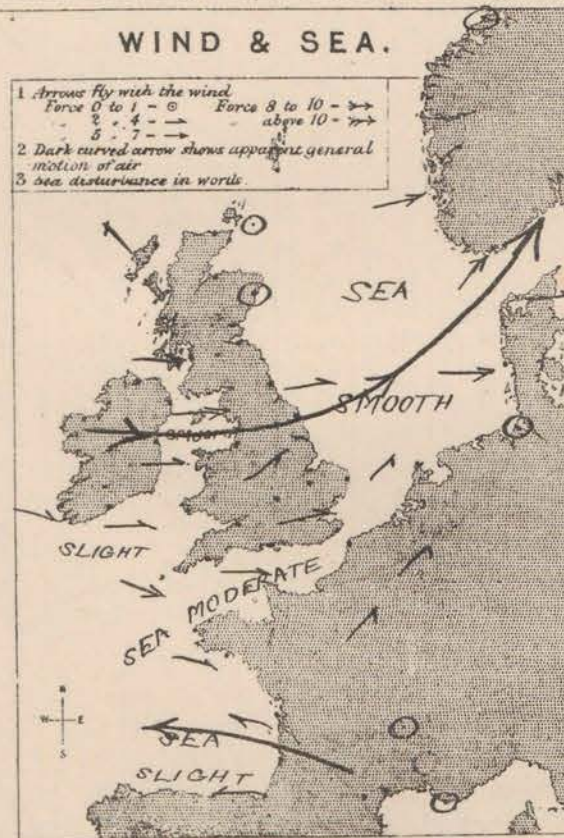 WIND & SEA.
1 Arrows fly with the wind
Force 0 to 1 - ⊙ Force 8 to 10 - ↠
" 2 " 4 - ⇀ " above 10 -
" 5 " 7 - →
2 Dark curved arrow shows apparent general
motion of air
3 Sea disturbance in words.
SEA
SMOOTH
SLIGHT
SEA MODERATE
N
W E
S
SEA
SLIGHT